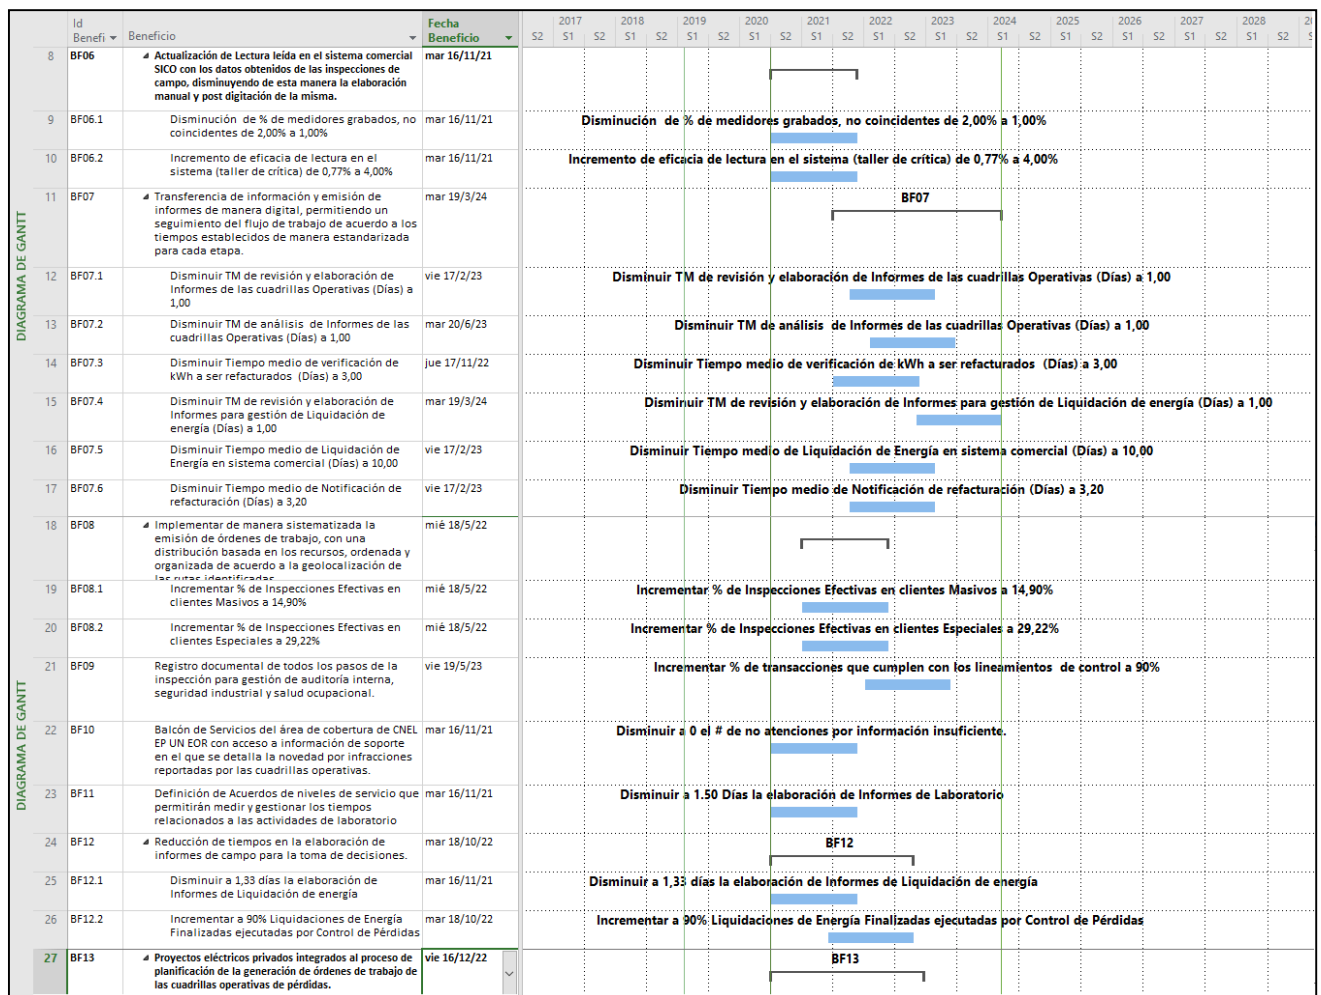 Id
Benefi
Beneficio
Fecha
Beneficio
2017 2018 2019 2020 2021 2022 2023 2024 2025 2026 2027 2028
S2 S1 S2 S1 S2 S1 S2 S1 S2 S1 S2 S1 S2 S1 S2 S1 S2 S1 S2 S1 S2 S1 S2 S1 S2
DIAGRAMA DE GANTT
DIAGRAMA DE GANTT
8 BF06 Actualización de Lectura leída en el sistema comercial mar 16/11/21
SICO con los datos obtenidos de las inspecciones de
campo, disminuyendo de esta manera la elaboración
manual y post digitación de la misma.
9 BF06.1 Disminución de % de medidores grabados, no mar 16/11/21
coincidentes de 2,00% a 1,00%
Disminución de % de medidores grabados, no coincidentes de 2,00% a 1,00%
10 BF06.2 Incremento de eficacia de lectura en el mar 16/11/21
sistema (taller de crítica) de 0,77% a 4,00%
Incremento de eficacia de lectura en el sistema (taller de crítica) de 0,77% a 4,00%
11 BF07 Transferencia de información y emisión de mar 19/3/24
informes de manera digital, permitiendo un
seguimiento del flujo de trabajo de acuerdo a los
tiempos establecidos de manera estandarizada
para cada etapa.
BF07
12 BF07.1 Disminuir TM de revisión y elaboración de vie 17/2/23
Informes de las cuadrillas Operativas (Días) a
1,00
Disminuir TM de revisión y elaboración de Informes de las cuadrillas Operativas (Días) a 1,00
13 BF07.2 Disminuir TM de análisis de Informes de las mar 20/6/23
cuadrillas Operativas (Días) a 1,00
Disminuir TM de análisis de Informes de las cuadrillas Operativas (Días) a 1,00
14 BF07.3 Disminuir Tiempo medio de verificación de jue 17/11/22
kWh a ser refacturados (Días) a 3,00
Disminuir Tiempo medio de verificación de kWh a ser refacturados (Días) a 3,00
15 BF07.4 Disminuir TM de revisión y elaboración de mar 19/3/24
Informes para gestión de Liquidación de
energía (Días) a 1,00
Disminuir TM de revisión y elaboración de Informes para gestión de Liquidación de energía (Días) a 1,00
16 BF07.5 Disminuir Tiempo medio de Liquidación de vie 17/2/23
Energía en sistema comercial (Días) a 10,00
Disminuir Tiempo medio de Liquidación de Energía en sistema comercial (Días) a 10,00
17 BF07.6 Disminuir Tiempo medio de Notificación de vie 17/2/23
refacturación (Días) a 3,20
Disminuir Tiempo medio de Notificación de refacturación (Días) a 3,20
18 BF08 Implementar de manera sistematizada la mié 18/5/22
emisión de órdenes de trabajo, con una
distribución basada en los recursos, ordenada y
organizada de acuerdo a la geolocalización de
las rutas identificadas
19 BF08.1 Incrementar % de Inspecciones Efectivas en mié 18/5/22
clientes Masivos a 14,90%
Incrementar % de Inspecciones Efectivas en clientes Masivos a 14,90%
20 BF08.2 Incrementar % de Inspecciones Efectivas en mié 18/5/22
clientes Especiales a 29,22%
Incrementar % de Inspecciones Efectivas en clientes Especiales a 29,22%
21 BF09 Registro documental de todos los pasos de la vie 19/5/23
inspección para gestión de auditoría interna,
seguridad industrial y salud ocupacional.
Incrementar % de transacciones que cumplen con los lineamientos de control a 90%
22 BF10 Balcón de Servicios del área de cobertura de CNEL mar 16/11/21
EP UN EOR con acceso a información de soporte
en el que se detalla la novedad por infracciones
reportadas por las cuadrillas operativas.
Disminuir a 0 el # de no atenciones por información insuficiente.
23 BF11 Definición de Acuerdos de niveles de servicio que mar 16/11/21
permitirán medir y gestionar los tiempos
relacionados a las actividades de laboratorio
Disminuir a 1.50 Días la elaboración de Informes de Laboratorio
24 BF12 Reducción de tiempos en la elaboración de mar 18/10/22
informes de campo para la toma de decisiones.
BF12
25 BF12.1 Disminuir a 1,33 días la elaboración de mar 16/11/21
Informes de Liquidación de energía
Disminuir a 1,33 días la elaboración de Informes de Liquidación de energía
26 BF12.2 Incrementar a 90% Liquidaciones de Energía mar 18/10/22
Finalizadas ejecutadas por Control de Pérdidas
Incrementar a 90% Liquidaciones de Energía Finalizadas ejecutadas por Control de Pérdidas
27 BF13 Proyectos eléctricos privados integrados al proceso de vie 16/12/22
planificación de la generación de órdenes de trabajo de
las cuadrillas operativas de pérdidas.
BF13